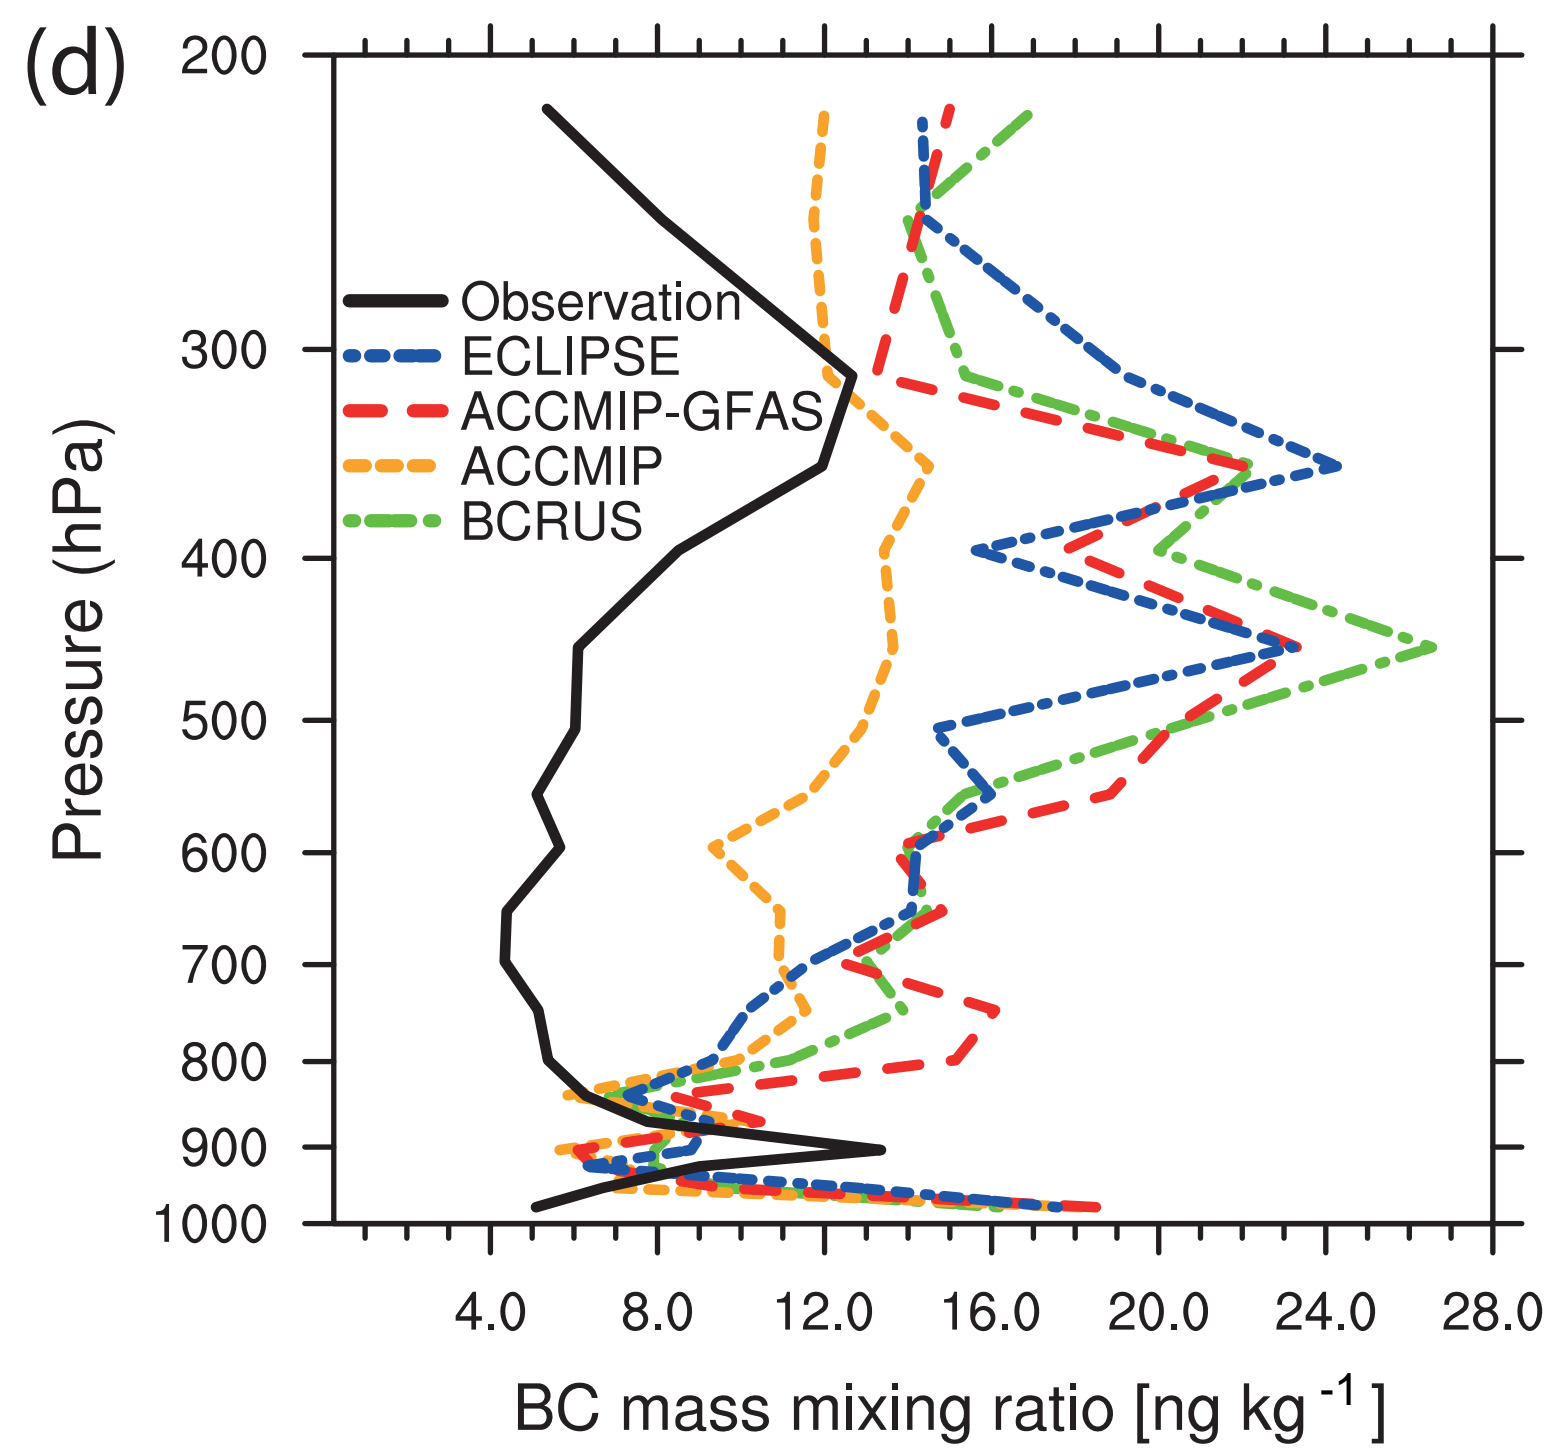 (d)
200
300
400
500
600
700
800
900
1000
Pressure (hPa)
Observation
ECLIPSE
ACCMIP-GFAS
ACCMIP
BCRUS
4.0 8.0 12.0 16.0 20.0 24.0 28.0
BC mass mixing ratio [ng kg -1 ]